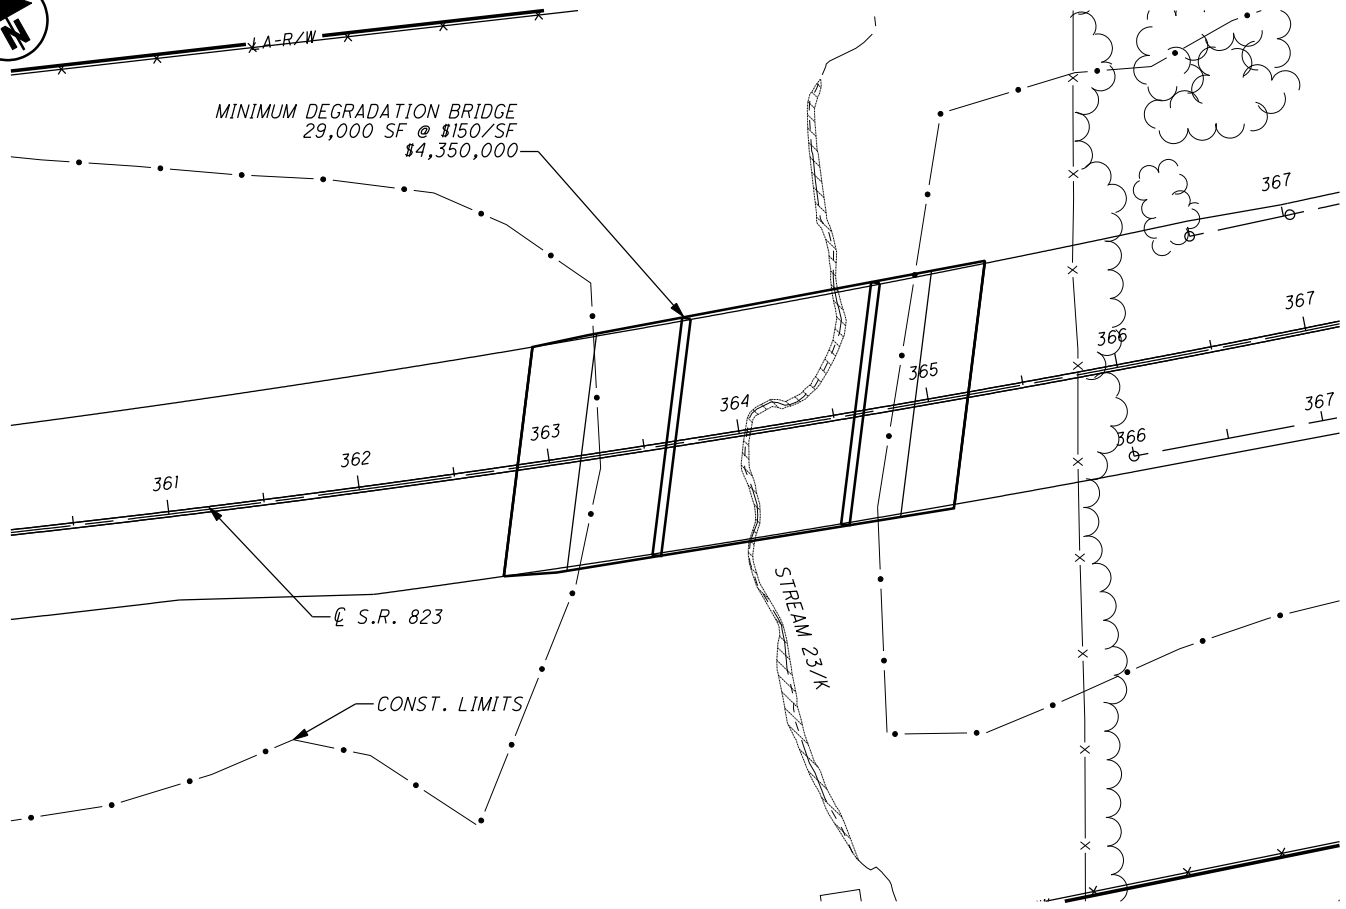 N
LA-R/W
MINIMUM DEGRADATION BRIDGE
29,000 SF @ $150/SF
$4,350,000
367
367
366
365
367
364
366
363
362
361
℄ S.R. 823
STREAM 23/K
CONST. LIMITS